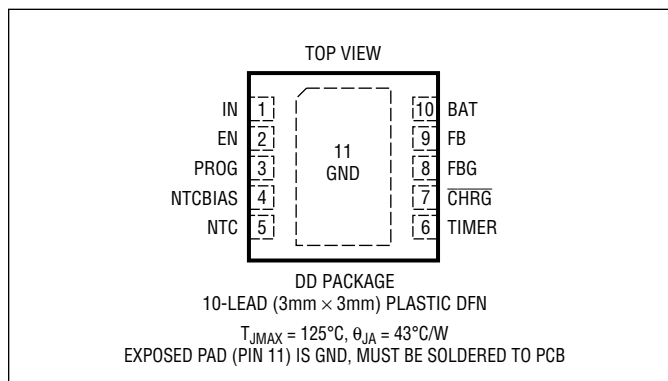 TOP VIEW
IN 1
EN 2
PROG 3
NTCBIAS 4
NTC 5
11
GND
10 BAT
9 FB
8 FBG
7 C̅H̅R̅G̅
6 TIMER
DD PACKAGE
10-LEAD (3mm × 3mm) PLASTIC DFN
TJMAX = 125°C, θJA = 43°C/W
EXPOSED PAD (PIN 11) IS GND, MUST BE SOLDERED TO PCB